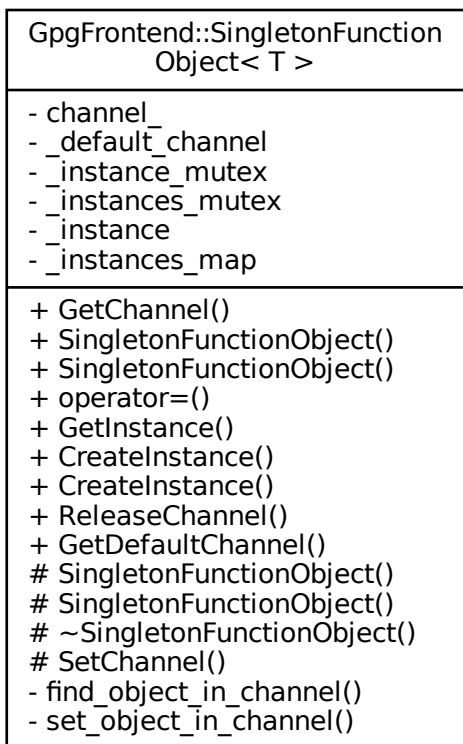 GpgFrontend::SingletonFunction
Object< T >
- channel_
- _default_channel
- _instance_mutex
- _instances_mutex
- _instance
- _instances_map
+ GetChannel()
+ SingletonFunctionObject()
+ SingletonFunctionObject()
+ operator=()
+ GetInstance()
+ CreateInstance()
+ CreateInstance()
+ ReleaseChannel()
+ GetDefaultChannel()
# SingletonFunctionObject()
# SingletonFunctionObject()
# ~SingletonFunctionObject()
# SetChannel()
- find_object_in_channel()
- set_object_in_channel()